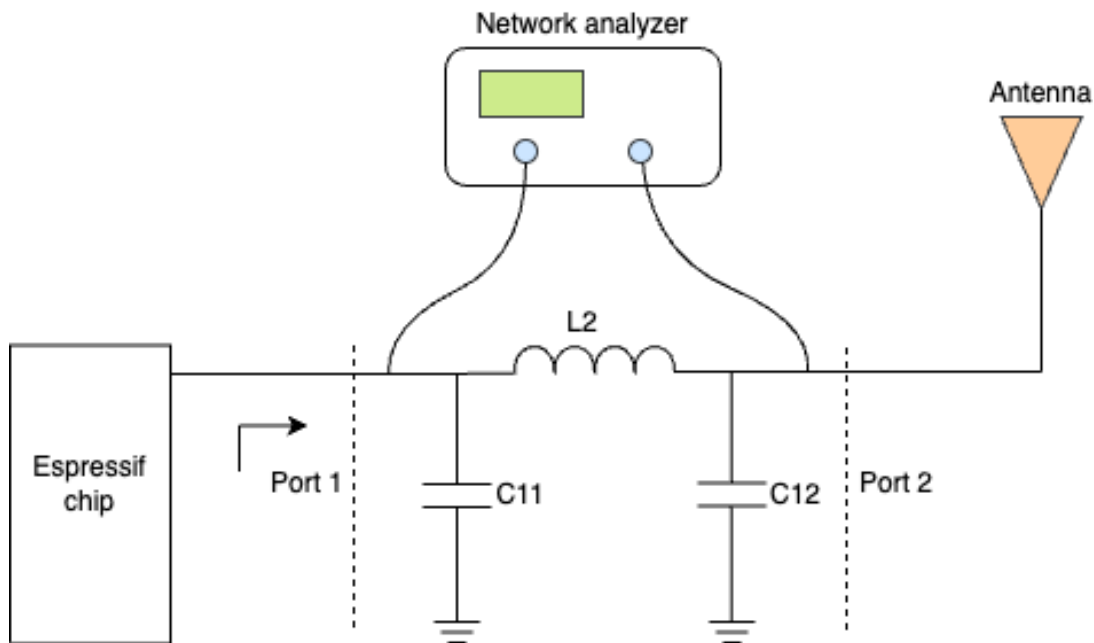 Network analyzer
Antenna
L2
Espressif
chip
Port 1
C11
C12
Port 2